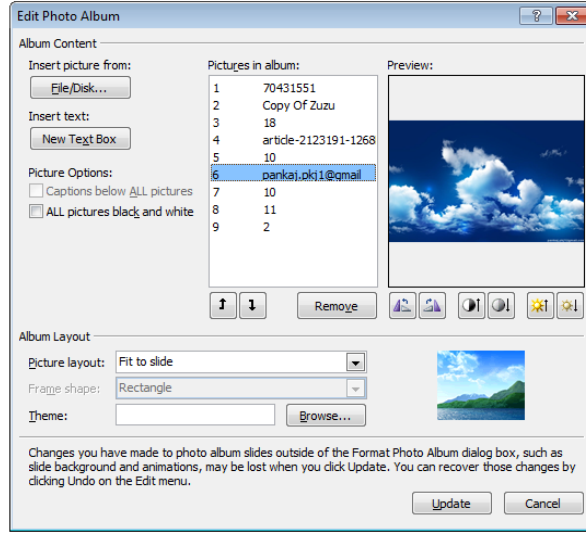 Edit Photo Album
Album Content
Insert picture from:
File/Disk...
Insert text:
New Text Box
Picture Options:
Captions below ALL pictures
ALL pictures black and white
Pictures in album:
1 70431551
2 Copy Of Zuzu
3 18
4 article-2123191-1268
5 10
6 pankaj.pkj1@gmail
7 10
8 11
9 2
Remove
Preview:
Album Layout
Picture layout: Fit to slide
Frame shape: Rectangle
Theme:
Browse...
Changes you have made to photo album slides outside of the Format Photo Album dialog box, such as
slide background and animations, may be lost when you click Update. You can recover those changes by
clicking Undo on the Edit menu.
Update Cancel